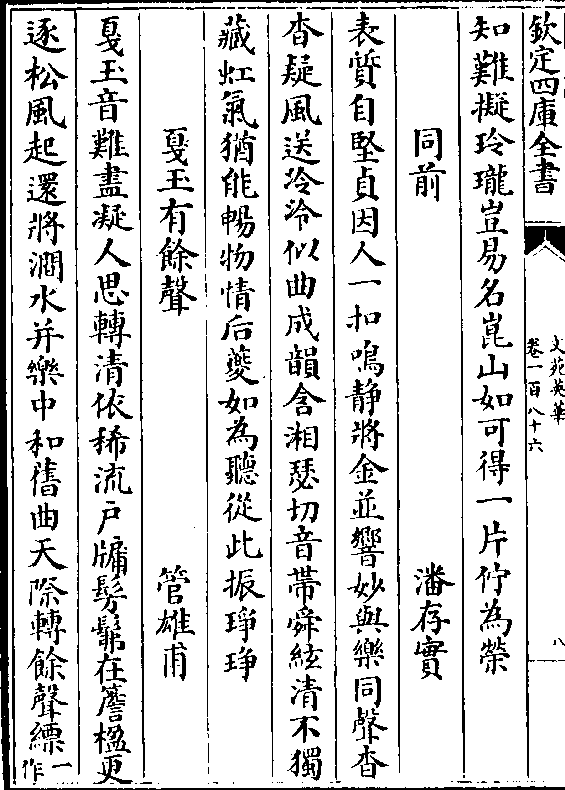 欽定四庫全書
文苑英華
卷一百八十六
八
知難擬玲瓏豈易名崑山如可得一片佇為榮
同前 潘存實
表質自堅貞因人一扣鳴静將金並響妙與樂同聲杳
杳疑風送泠泠似曲成韻含湘瑟切音帯舜絃清不獨
藏虹氣猶能暢物情后夔如為聽從此振琤琤
戛玉有餘聲 管雄甫
戛玉音難盡凝人思轉清依稀流户牖髣髴在簷楹更
逐松風起還將澗水并樂中和舊曲天際轉餘聲縹一作